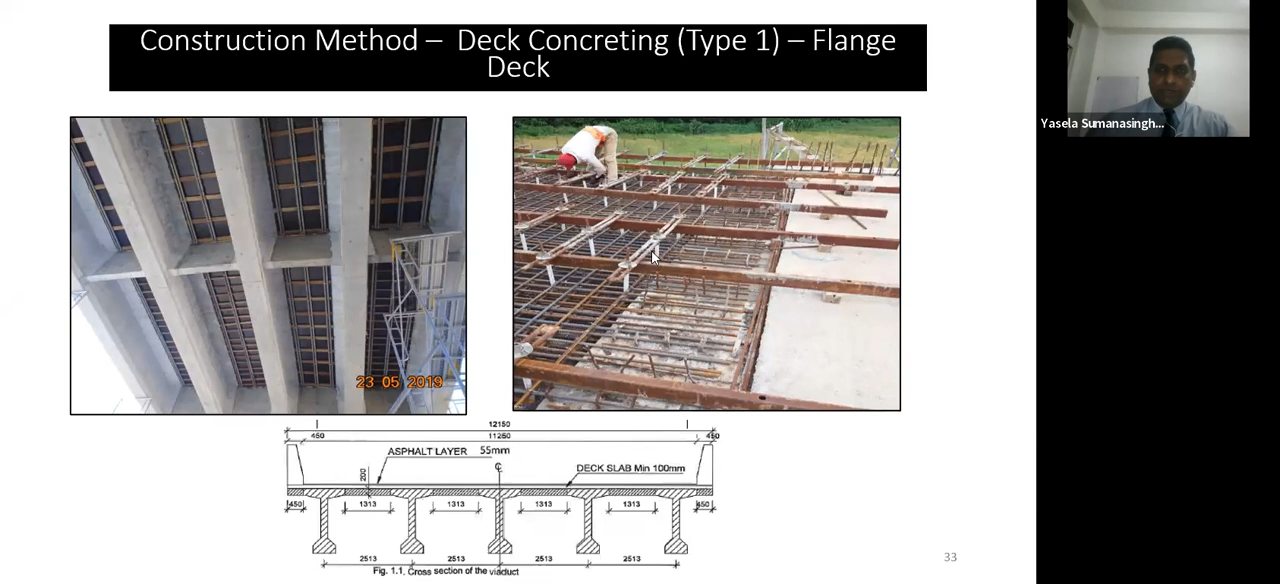 Construction Method – Deck Concreting (Type 1) – Flange
Deck
Yasela Sumanasingh...
23 05 2019
12150
450 11250 450
ASPHALT LAYER 55mm
DECK SLAB Min 100mm
200
450 1313 1313 1313 1313 450
2513 2513 2513 2513
Fig. 1.1. Cross section of the viaduct
33